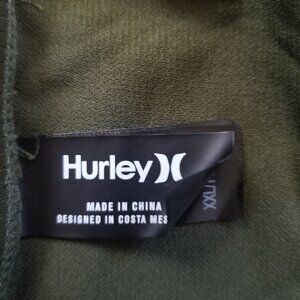 Hurley
MADE IN CHINA
DESIGNED IN COSTA MES
XXL